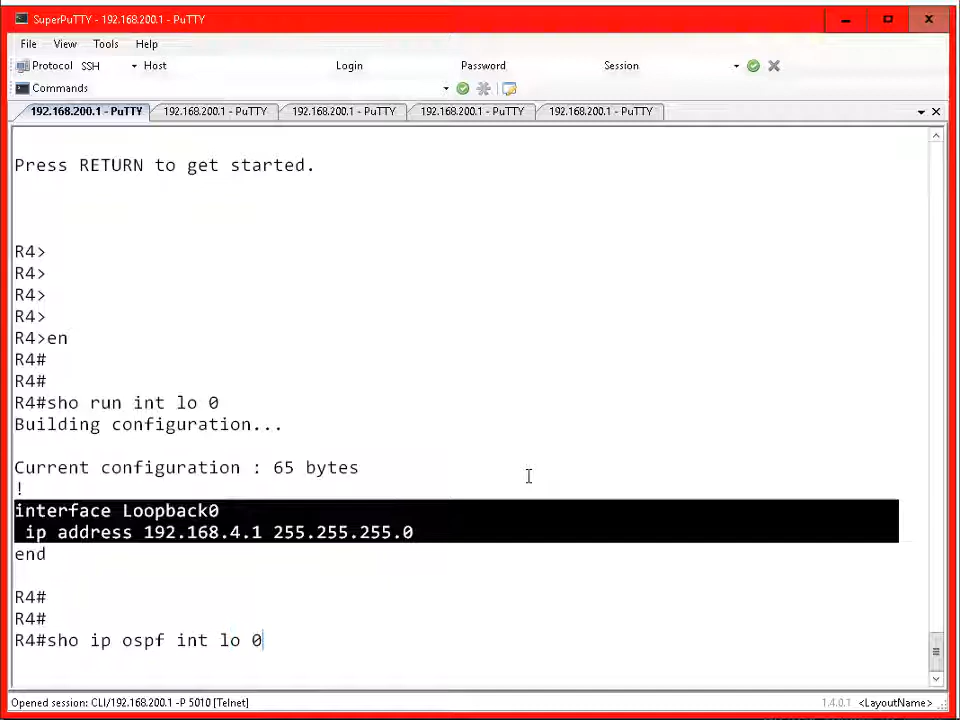 SuperPuTTY - 192.168.200.1 - PuTTY
File View Tools Help
Protocol SSH Host Login Password Session
Commands
192.168.200.1 - PuTTY 192.168.200.1 - PuTTY 192.168.200.1 - PuTTY 192.168.200.1 - PuTTY 192.168.200.1 - PuTTY
Press RETURN to get started.
R4>
R4>
R4>
R4>
R4>en
R4#
R4#
R4#sho run int lo 0
Building configuration...
Current configuration : 65 bytes
!
interface Loopback0
ip address 192.168.4.1 255.255.255.0
end
R4#
R4#
R4#sho ip ospf int lo 0
Opened session: CLI/192.168.200.1 -P 5010 [Telnet] 1.4.0.1 <LayoutName>